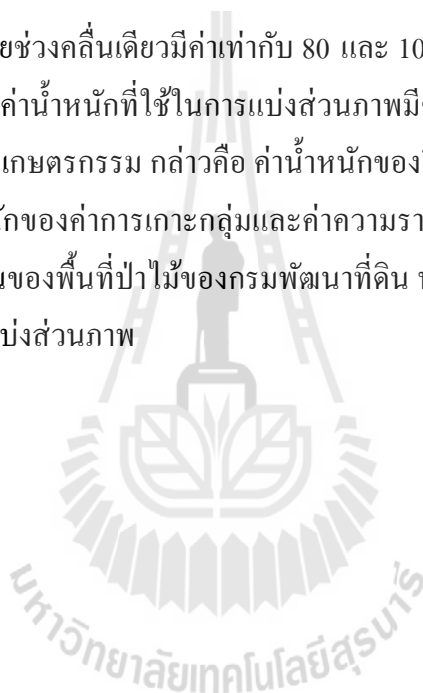 ยช่วงคลื่นเดียวมีค่าเท่ากับ 80 และ 10
ค่าน้ำหนักที่ใช้ในการแบ่งส่วนภาพมี
เกษตรกรรม กล่าวคือ ค่าน้ำหนักของ
ักของค่าการเกาะกลุ่มและค่าความรา
นของพื้นที่ป่าไม้ของกรมพัฒนาที่ดิน
บ่งส่วนภาพ
มหาวิทยาลัยเทคโนโลยีสุรนารี